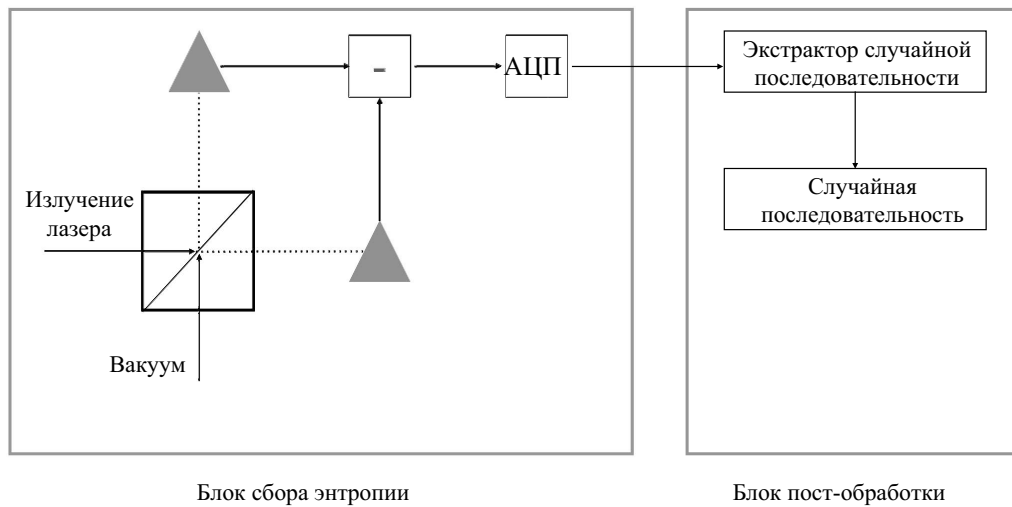 -
АЦП
Экстрактор случайной
последовательности
Излучение
лазера
Случайная
последовательность
Вакуум
Блок сбора энтропии
Блок пост-обработки